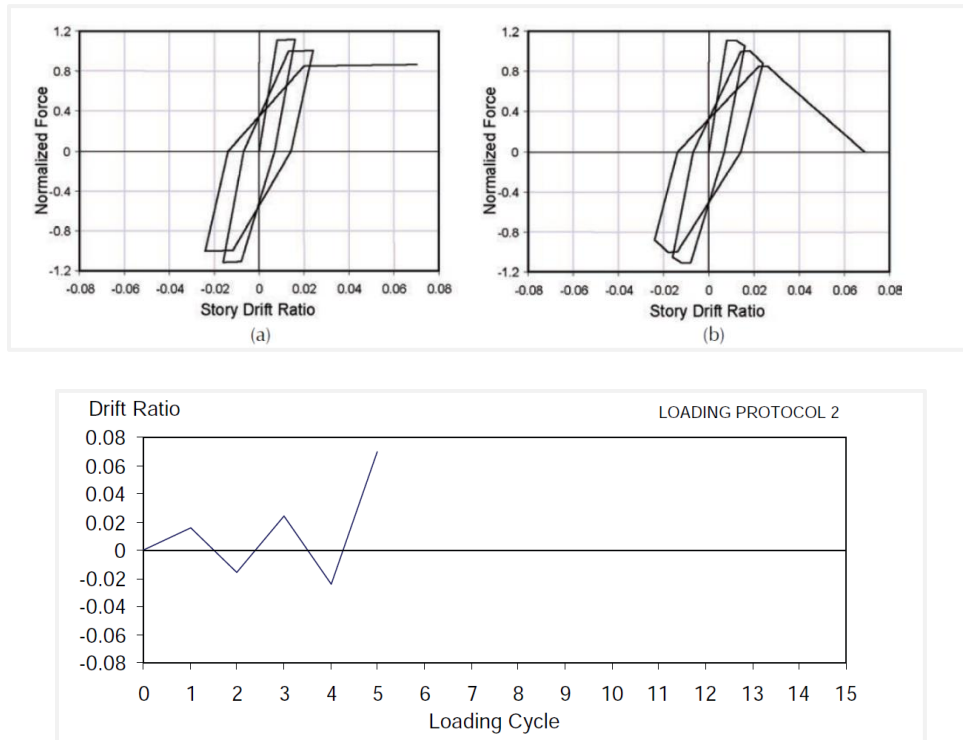 1.2
0.8
0.4
0
-0.4
-0.8
-1.2
Normalized Force
-0.08 -0.06 -0.04 -0.02 0 0.02 0.04 0.06 0.08
Story Drift Ratio
(a)
1.2
0.8
0.4
0
-0.4
-0.8
-1.2
Normalized Force
-0.08 -0.06 -0.04 -0.02 0 0.02 0.04 0.06 0.08
Story Drift Ratio
(b)
Drift Ratio
LOADING PROTOCOL 2
0.08
0.06
0.04
0.02
0
-0.02
-0.04
-0.06
-0.08
0 1 2 3 4 5 6 7 8 9 10 11 12 13 14 15
Loading Cycle